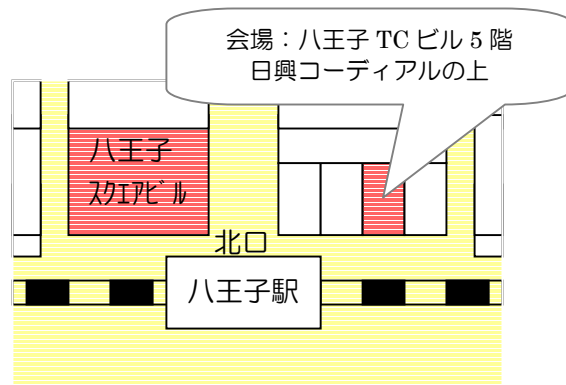 会場：八王子 TC ビル 5 階
日興コーディアルの上
八王子
ｽｸｴｱﾋﾞﾙ
北口
八王子駅